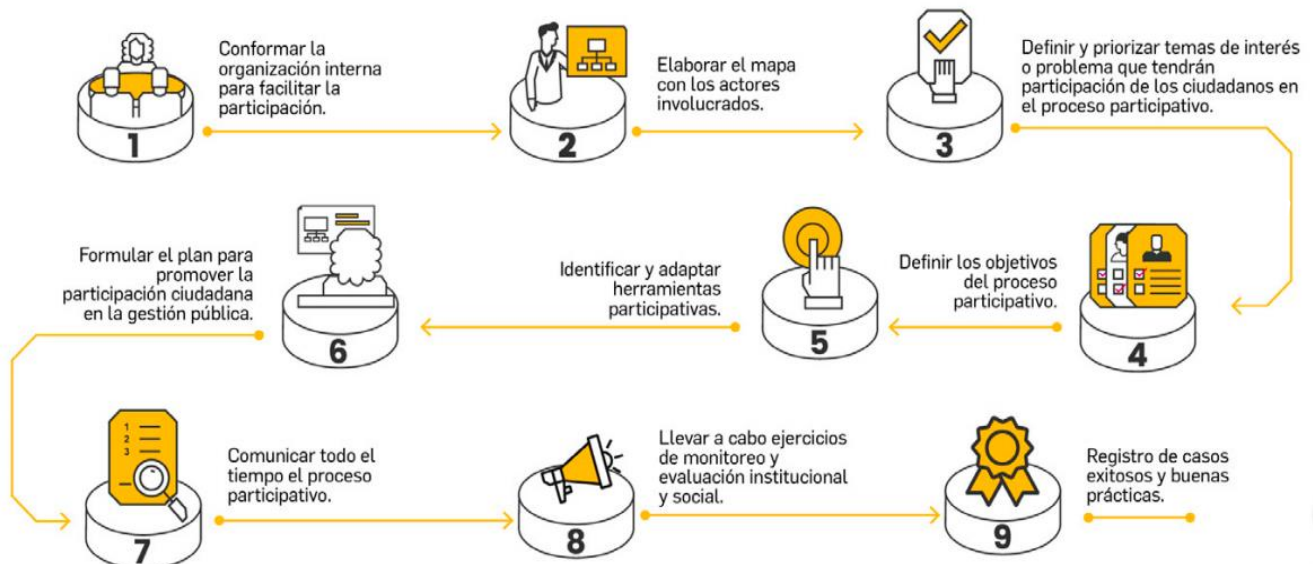 Conformar la
organización interna
para facilitar la
participación.
1
Elaborar el mapa
con los actores
involucrados.
2
Definir y priorizar temas de interés
o problema que tendrán
participación de los ciudadanos en
el proceso participativo.
3
Definir los objetivos
del proceso
participativo.
4
Identificar y adaptar
herramientas
participativas.
5
Formular el plan para
promover la
participación ciudadana
en la gestión pública.
6
1
2
3
Comunicar todo el
tiempo el proceso
participativo.
7
Llevar a cabo ejercicios
de monitoreo y
evaluación institucional
y social.
8
Registro de casos
exitosos y buenas
prácticas.
9